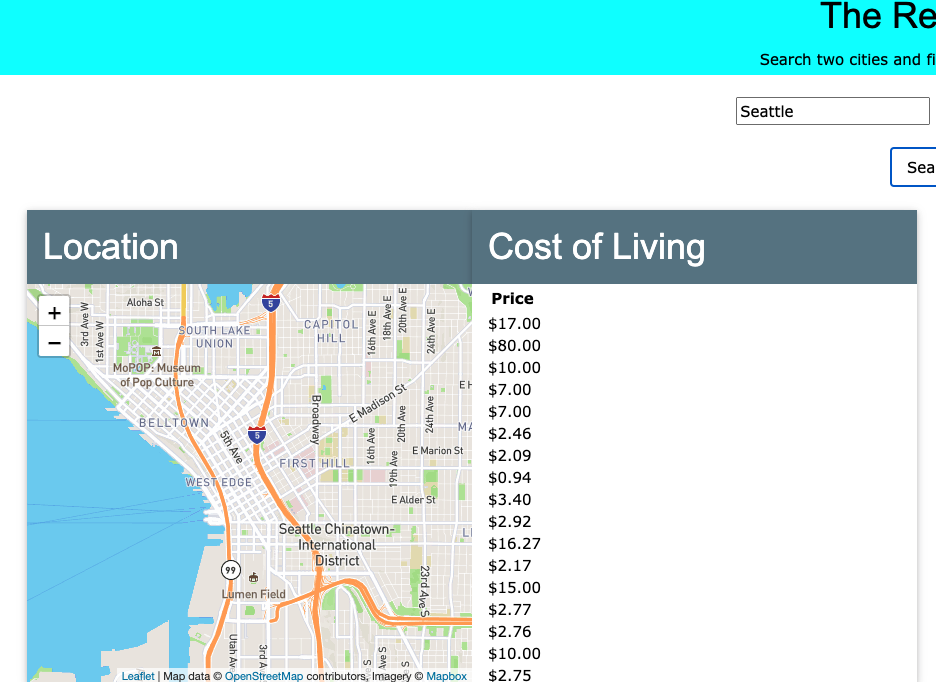 The Re
Search two cities and fi
Seattle
Sea
Location
Cost of Living
+
−
Aloha St
3rd Ave W
1st Ave W
SOUTH LAKE
UNION
5
CAPITOL
HILL
16th Ave E
18th Ave E
20th Ave E
24th Ave E
MoPOP: Museum
of Pop Culture
BELLTOWN
5th Ave
5
Broadway
E Madison St
E H
MA
16th Ave
20th Ave
24th Ave
E Marion St
FIRST HILL
19th Ave
WEST EDGE
E Alder St
Seattle Chinatown-
International
District
LE
99
Lumen Field
23rd Ave S
Utah Av
3rd A
S
Ave S
S
Leaflet | Map data © OpenStreetMap contributors, Imagery © Mapbox
Price
$17.00
$80.00
$10.00
$7.00
$7.00
$2.46
$2.09
$0.94
$3.40
$2.92
$16.27
$2.17
$15.00
$2.77
$2.76
$10.00
$2.75